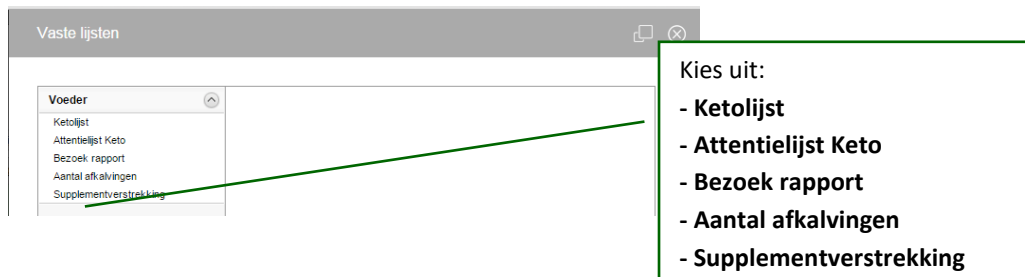 Vaste lijsten
Voeder
Ketolijst
Attentielijst Keto
Bezoek rapport
Aantal afkalvingen
Supplementverstrekking
Kies uit:
- Ketolijst
- Attentielijst Keto
- Bezoek rapport
- Aantal afkalvingen
- Supplementverstrekking